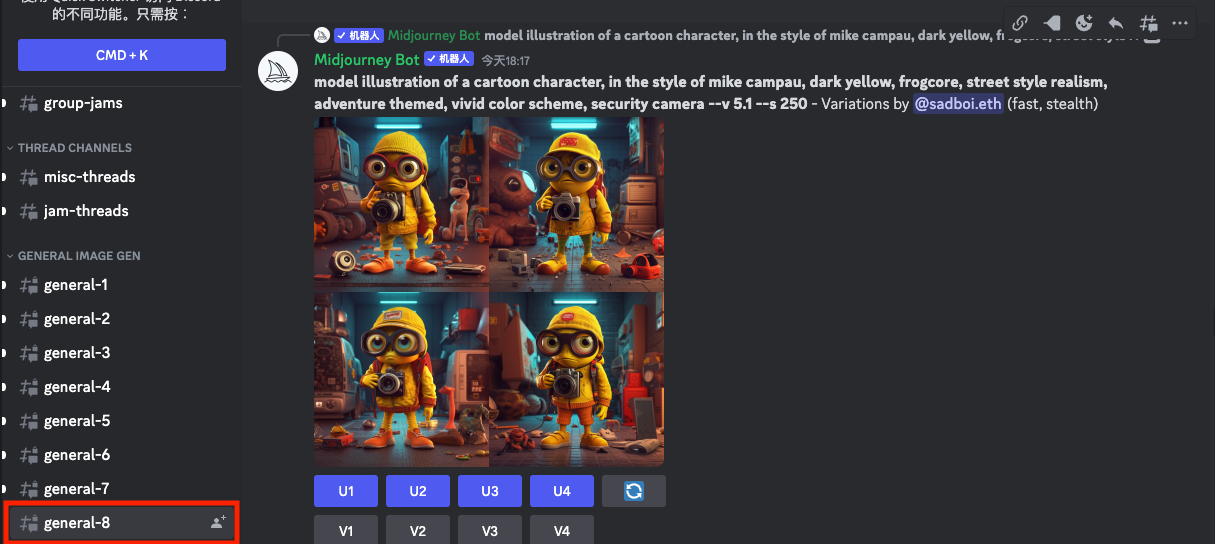 的不同功能。只需按：
CMD + K
group-jams
THREAD CHANNELS
misc-threads
jam-threads
GENERAL IMAGE GEN
general-1
general-2
general-3
general-4
general-5
general-6
general-7
general-8
机器人 Midjourney Bot model illustration of a cartoon character, in the style of mike campau, dark yellow,
Midjourney Bot 机器人 今天18:17
model illustration of a cartoon character, in the style of mike campau, dark yellow, frogcore, street style realism,
adventure themed, vivid color scheme, security camera --v 5.1 --s 250 - Variations by @sadboi.eth (fast, stealth)
U1 U2 U3 U4
V1 V2 V3 V4